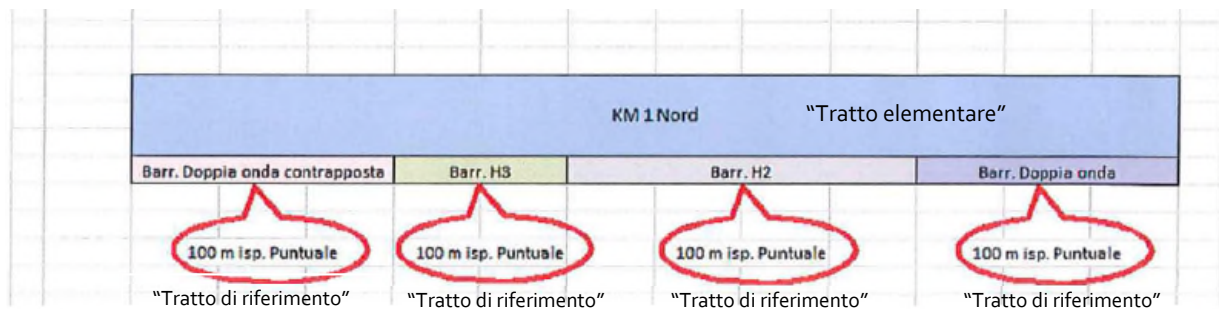 KM 1 Nord "Tratto elementare"
Barr. Doppia onda contrapposta Barr. H3 Barr. H2 Barr. Doppia onda
100 m isp. Puntuale 100 m isp. Puntuale 100 m isp. Puntuale 100 m isp. Puntuale
"Tratto di riferimento" "Tratto di riferimento" "Tratto di riferimento" "Tratto di riferimento"